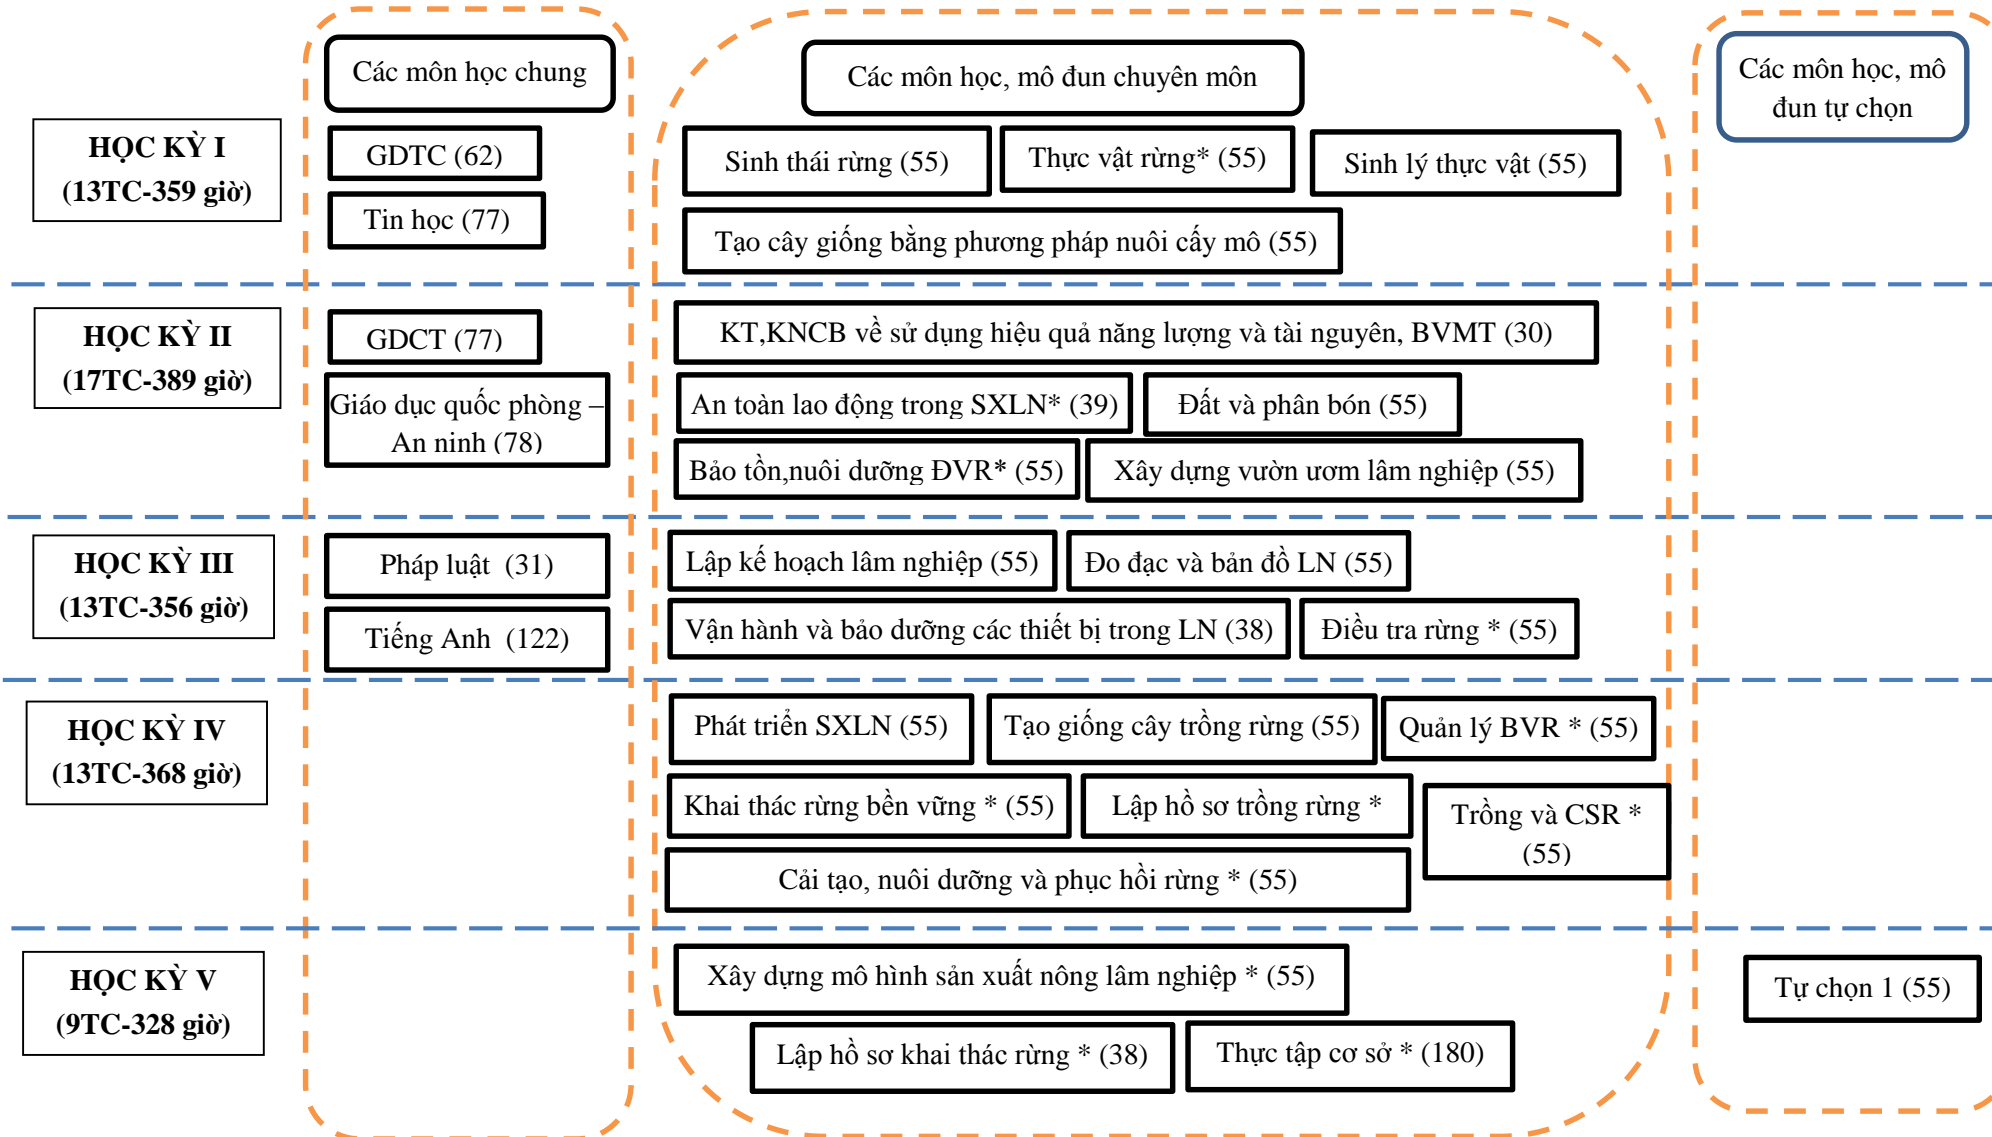 Các môn học chung
Các môn học, mô đun chuyên môn
Các môn học, mô
đun tự chọn
HỌC KỲ I
(13TC-359 giờ)
GDTC (62)
Tin học (77)
Sinh thái rừng (55)
Thực vật rừng* (55)
Sinh lý thực vật (55)
Tạo cây giống bằng phương pháp nuôi cấy mô (55)
HỌC KỲ II
(17TC-389 giờ)
GDCT (77)
Giáo dục quốc phòng –
An ninh (78)
KT,KNCB về sử dụng hiệu quả năng lượng và tài nguyên, BVMT (30)
An toàn lao động trong SXLN* (39)
Đất và phân bón (55)
Bảo tồn,nuôi dưỡng ĐVR* (55)
Xây dựng vườn ươm lâm nghiệp (55)
HỌC KỲ III
(13TC-356 giờ)
Pháp luật (31)
Tiếng Anh (122)
Lập kế hoạch lâm nghiệp (55)
Đo đạc và bản đồ LN (55)
Vận hành và bảo dưỡng các thiết bị trong LN (38)
Điều tra rừng * (55)
HỌC KỲ IV
(13TC-368 giờ)
Phát triển SXLN (55)
Tạo giống cây trồng rừng (55)
Quản lý BVR * (55)
Khai thác rừng bền vững * (55)
Lập hồ sơ trồng rừng *
Trồng và CSR *
(55)
Cải tạo, nuôi dưỡng và phục hồi rừng * (55)
HỌC KỲ V
(9TC-328 giờ)
Xây dựng mô hình sản xuất nông lâm nghiệp * (55)
Lập hồ sơ khai thác rừng * (38)
Thực tập cơ sở * (180)
Tự chọn 1 (55)